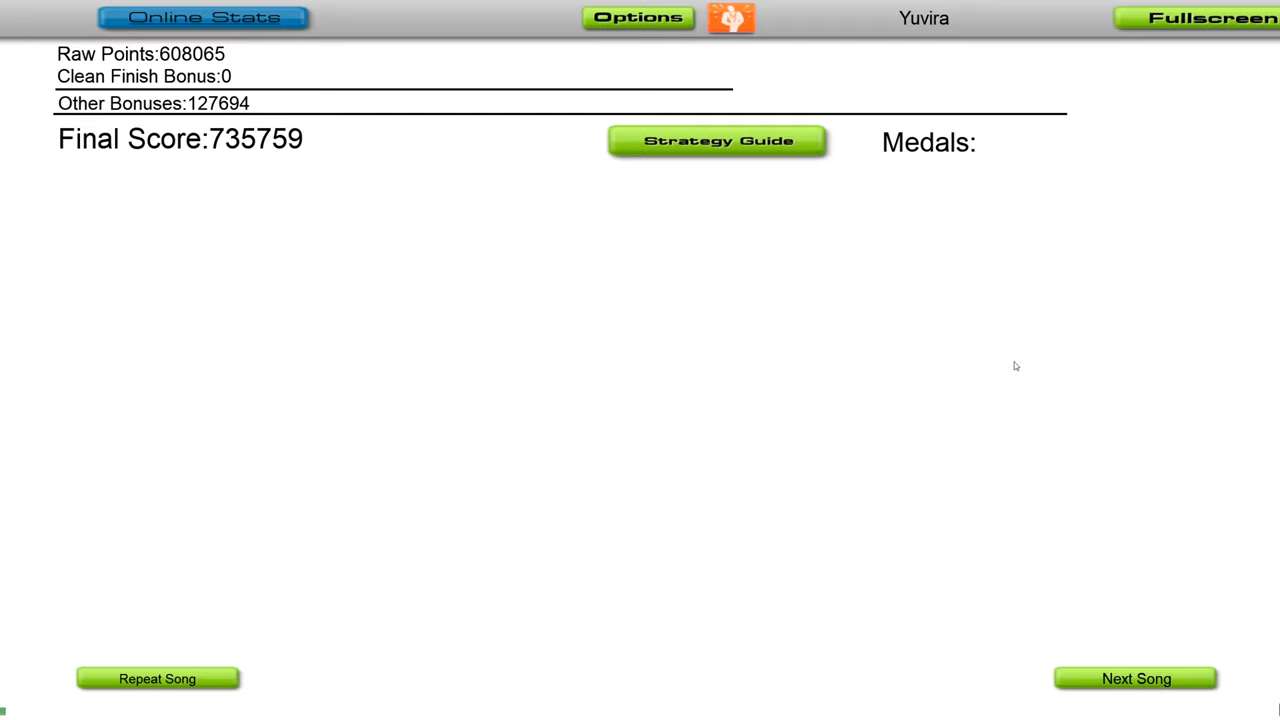 Online Stats
Options
Yuvira
Fullscreen
Raw Points:608065
Clean Finish Bonus:0
Other Bonuses:127694
Final Score:735759
Strategy Guide
Medals:
Repeat Song
Next Song